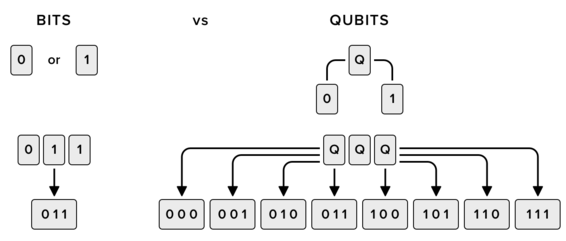 BITS vs QUBITS
0 or 1 Q
0 1
0 1 1 Q Q Q
011 000 001 010 011 100 101 110 111